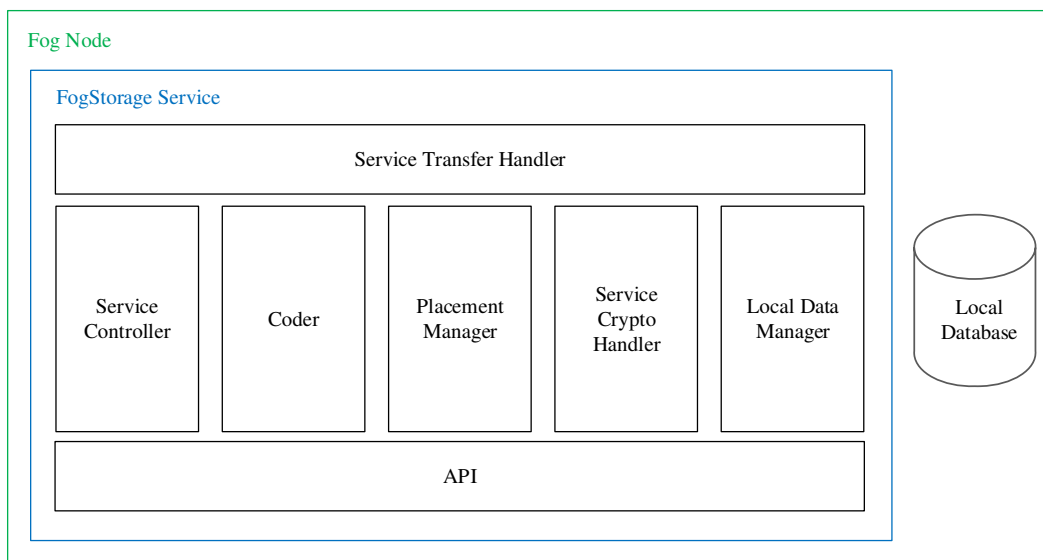 Fog Node
FogStorage Service
Service Transfer Handler
Service
Controller
Coder
Placement
Manager
Service
Crypto
Handler
Local Data
Manager
Local
Database
API